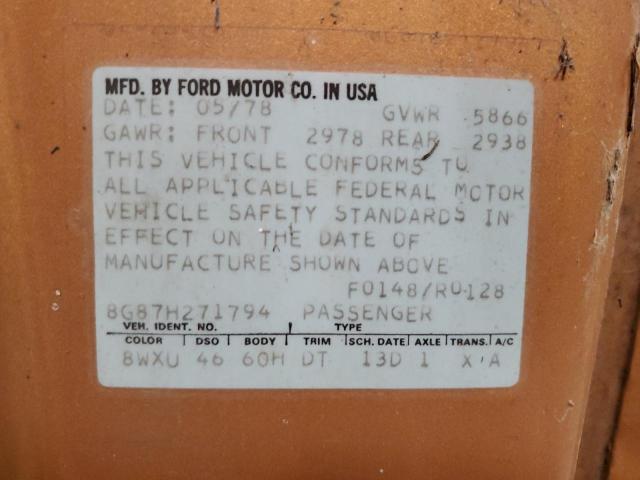 MFD. BY FORD MOTOR CO. IN USA
DATE: 05/78 GVWR 5866
GAWR: FRONT 2978 REAR 2938
THIS VEHICLE CONFORMS TO
ALL APPLICABLE FEDERAL MOTOR
VEHICLE SAFETY STANDARDS IN
EFFECT ON THE DATE OF
MANUFACTURE SHOWN ABOVE
F0148/R0128
8G87H271794 PASSENGER
VEH. IDENT. NO. TYPE
COLOR DSO BODY TRIM SCH. DATE AXLE TRANS. A/C
8WXU 46 60H DT 13D 1 X A